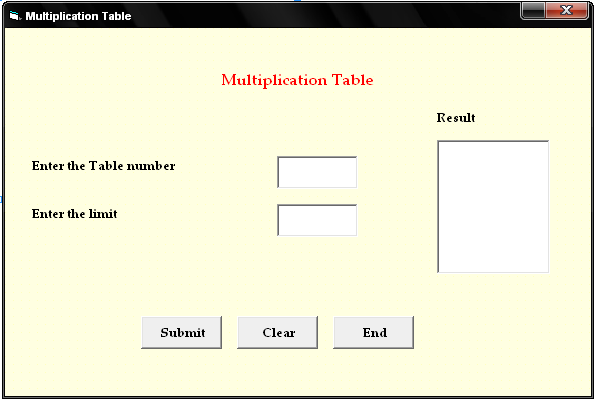 Multiplication Table
Multiplication Table
Result
Enter the Table number
Enter the limit
Submit Clear End